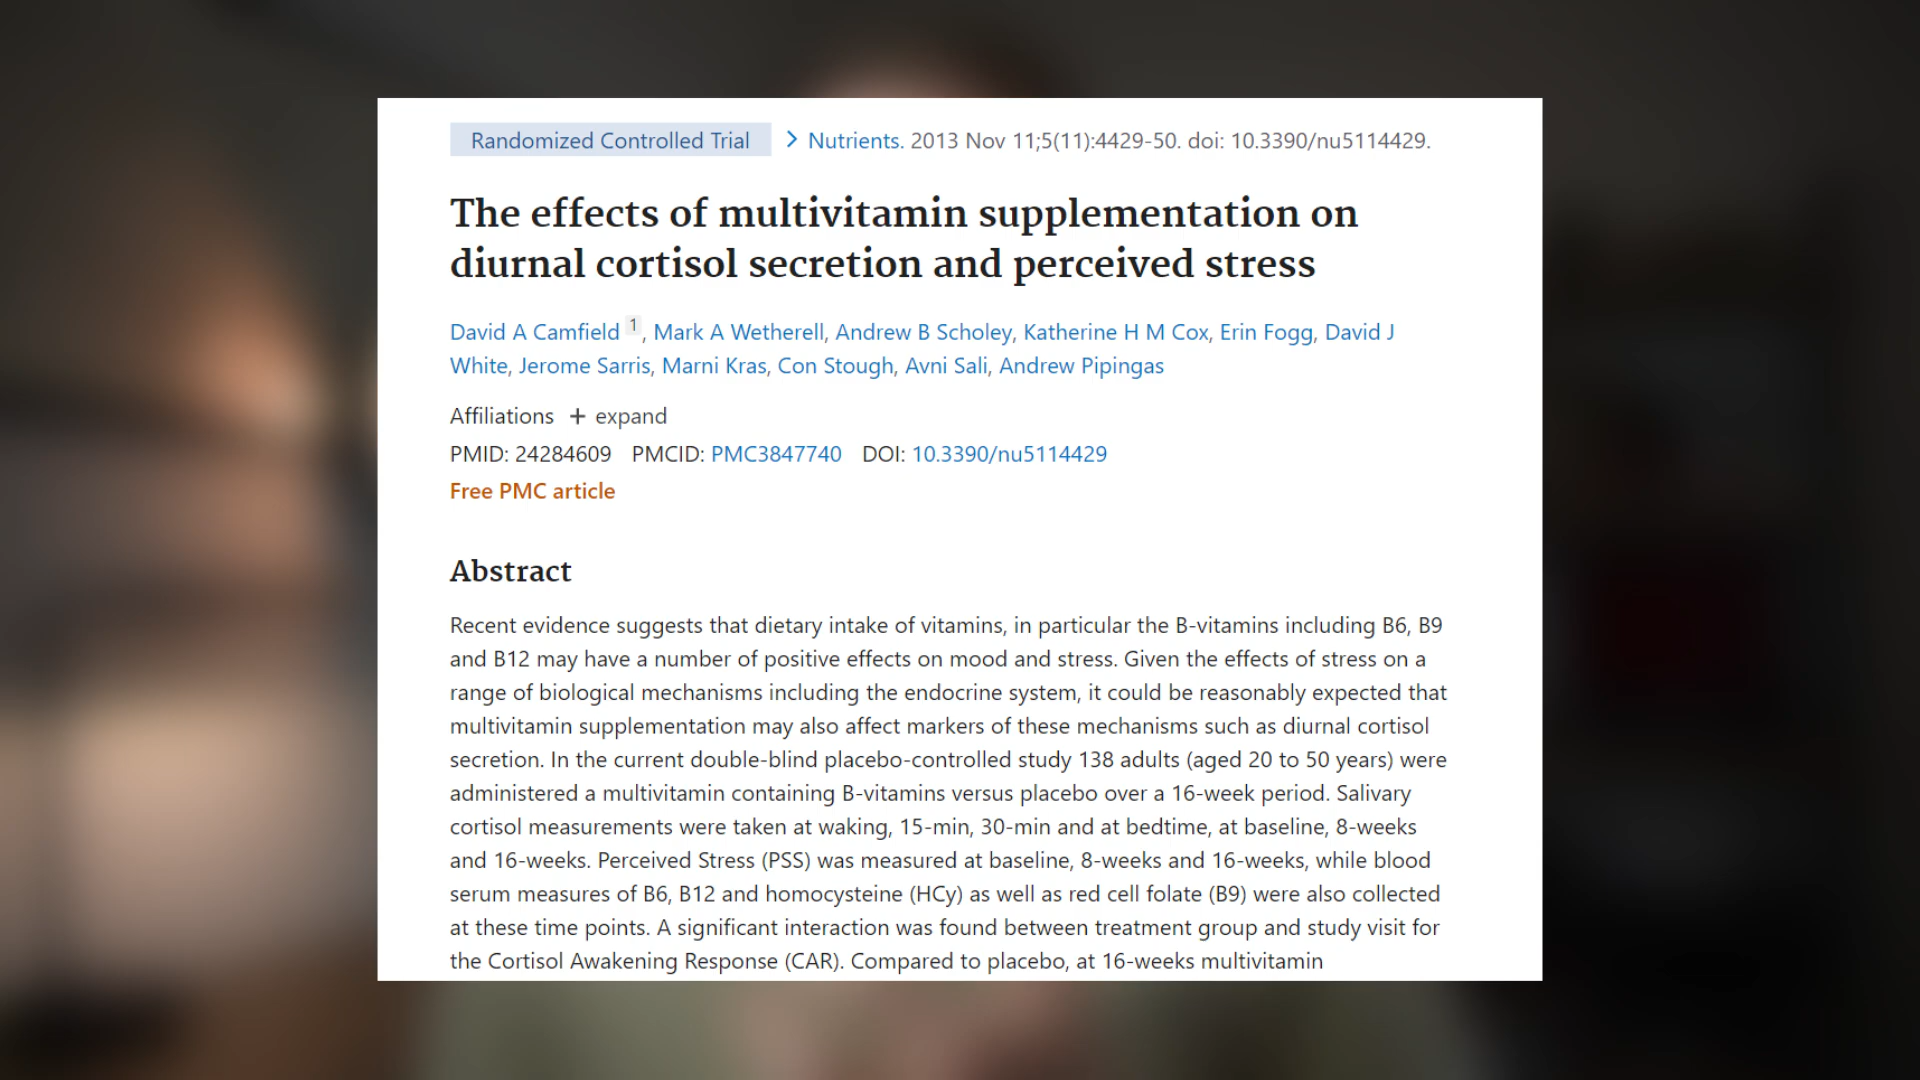 Randomized Controlled Trial > Nutrients. 2013 Nov 11;5(11):4429-50. doi: 10.3390/nu5114429.
The effects of multivitamin supplementation on
diurnal cortisol secretion and perceived stress
David A Camfield 1, Mark A Wetherell, Andrew B Scholey, Katherine H M Cox, Erin Fogg, David J
White, Jerome Sarris, Marni Kras, Con Stough, Avni Sali, Andrew Pipingas
Affiliations + expand
PMID: 24284609 PMCID: PMC3847740 DOI: 10.3390/nu5114429
Free PMC article
Abstract
Recent evidence suggests that dietary intake of vitamins, in particular the B-vitamins including B6, B9
and B12 may have a number of positive effects on mood and stress. Given the effects of stress on a
range of biological mechanisms including the endocrine system, it could be reasonably expected that
multivitamin supplementation may also affect markers of these mechanisms such as diurnal cortisol
secretion. In the current double-blind placebo-controlled study 138 adults (aged 20 to 50 years) were
administered a multivitamin containing B-vitamins versus placebo over a 16-week period. Salivary
cortisol measurements were taken at waking, 15-min, 30-min and at bedtime, at baseline, 8-weeks
and 16-weeks. Perceived Stress (PSS) was measured at baseline, 8-weeks and 16-weeks, while blood
serum measures of B6, B12 and homocysteine (HCy) as well as red cell folate (B9) were also collected
at these time points. A significant interaction was found between treatment group and study visit for
the Cortisol Awakening Response (CAR). Compared to placebo, at 16-weeks multivitamin